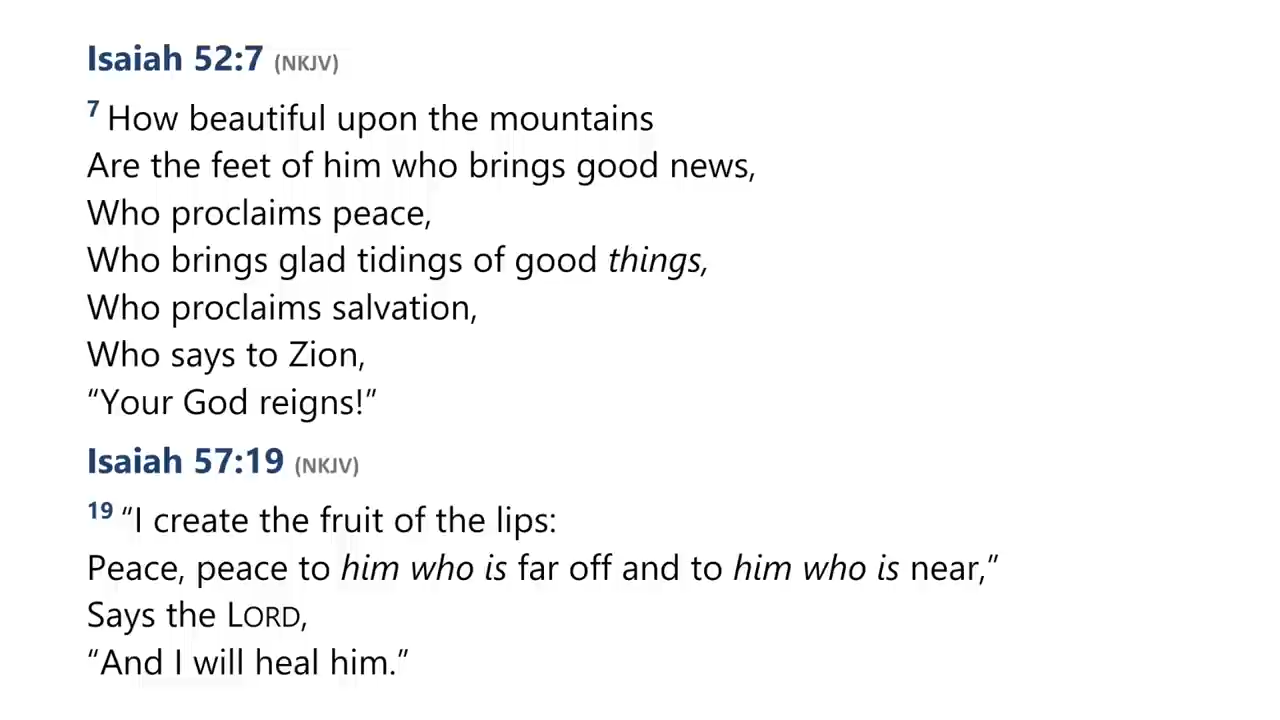 Isaiah 52:7 (NKJV)
7 How beautiful upon the mountains
Are the feet of him who brings good news,
Who proclaims peace,
Who brings glad tidings of good things,
Who proclaims salvation,
Who says to Zion,
“Your God reigns!”
Isaiah 57:19 (NKJV)
19 “I create the fruit of the lips:
Peace, peace to him who is far off and to him who is near,”
Says the LORD,
“And I will heal him.”